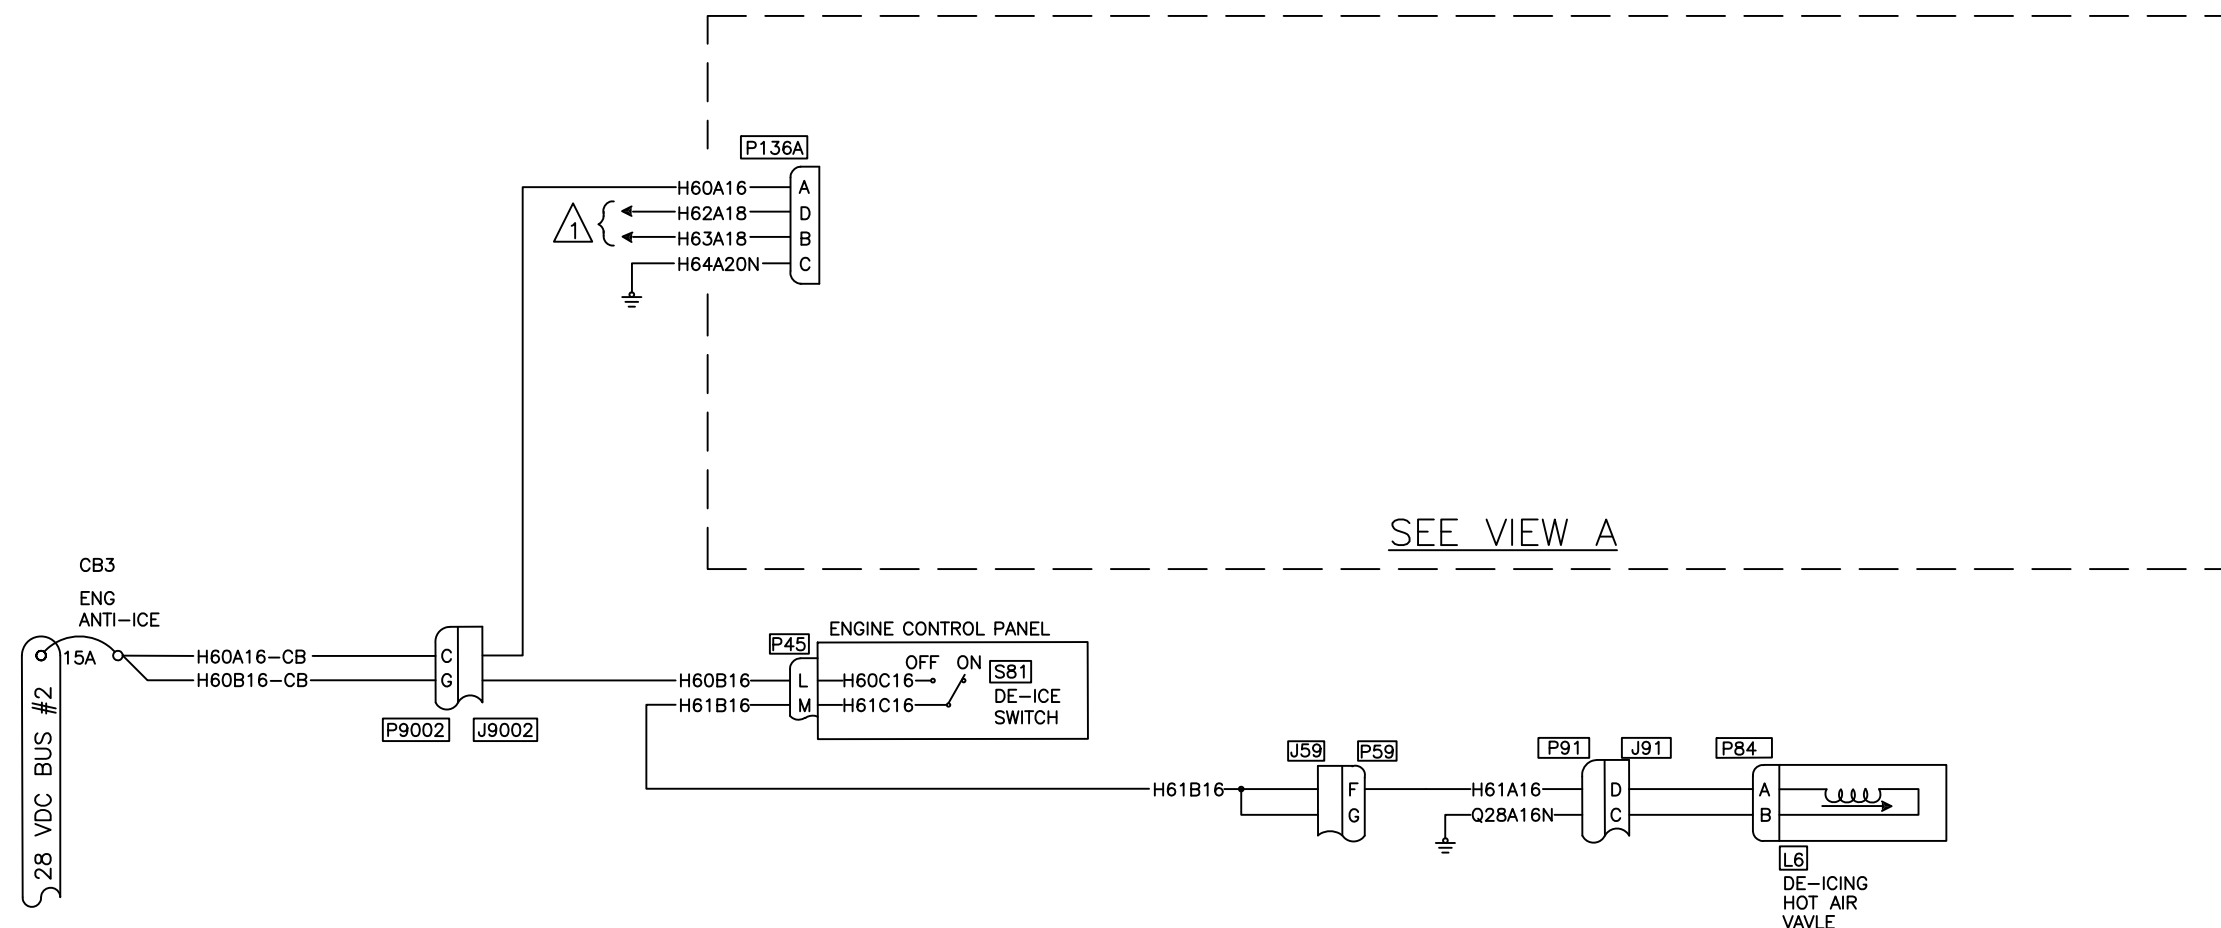 P136A
H60A16 A
1 H62A18 D
H63A18 B
H64A20N C
SEE VIEW A
CB3
ENG
ANTI-ICE
15A
28 VDC BUS #2
H60A16-CB C
H60B16-CB G
P9002 J9002
ENGINE CONTROL PANEL
P45
OFF ON
H60B16 L H60C16
H61B16 M H61C16
S81
DE-ICE
SWITCH
J59 P59 P91 J91 P84
H61B16 F H61A16 D A
G Q28A16N C B
L6
DE-ICING
HOT AIR
VAVLE